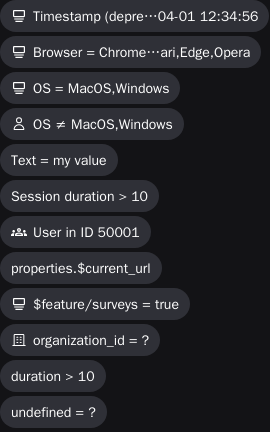 Timestamp (depre···04-01 12:34:56
Browser = Chrome···ari,Edge,Opera
OS = MacOS,Windows
OS ≠ MacOS,Windows
Text = my value
Session duration > 10
User in ID 50001
properties.$current_url
$feature/surveys = true
organization_id = ?
duration > 10
undefined = ?